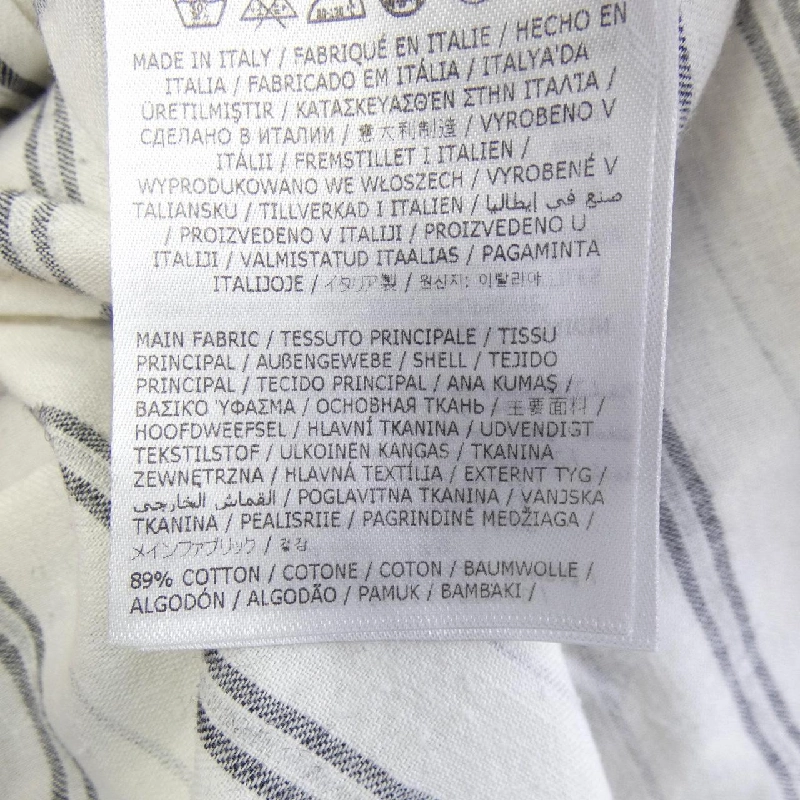 MADE IN ITALY / FABRIQUÉ EN ITALIE / HECHO EN
ITALIA / FABRICADO EM ITÁLIA / ITALYA'DA
ÜRETILMIŞTIR / ΚΑΤΑΣΚΕΥΑΣΘΕΝ ΣΤΗΝ ΙΤΑΛΊΑ /
СДЕЛАНО В ИТАЛИИ / 意大利制造 / VYROBENO V
ITÁLII / FREMSTILLET I ITALIEN /
WYPRODUKOWANO WE WŁOSZECH / VYROBENÉ V
TALIANSKU / TILLVERKAD I ITALIEN / صنع في إيطاليا
/ PROIZVEDENO V ITALIJI / PROIZVEDENO U
ITALIJI / VALMISTATUD ITAALIAS / PAGAMINTA
ITALIJOJE / イタリア製 / 원산지: 이탈리아
MAIN FABRIC / TESSUTO PRINCIPALE / TISSU
PRINCIPAL / AUßENGEWEBE / SHELL / TEJIDO
PRINCIPAL / TECIDO PRINCIPAL / ANA KUMAŞ /
ΒΑΣΙΚΌ ΎΦΑΣΜΑ / ОСНОВНАЯ ТКАНЬ / 主要面料 /
HOOFDWEEFSEL / HLAVNÍ TKANINA / UDVENDIGT
TEKSTILSTOF / ULKOINEN KANGAS / TKANINA
ZEWNĘTRZNA / HLAVNÁ TEXTÍLIA / EXTERNT TYG /
القماش الخارجي / POGLAVITNA TKANINA / VANJSKA
TKANINA / PEALISRIIE / PAGRINDINĖ MEDŽIAGA /
メインファブリック / 겉감
89% COTTON / COTONE / COTON / BAUMWOLLE /
ALGODÓN / ALGODÃO / PAMUK / ΒΑΜΒΆΚΙ /